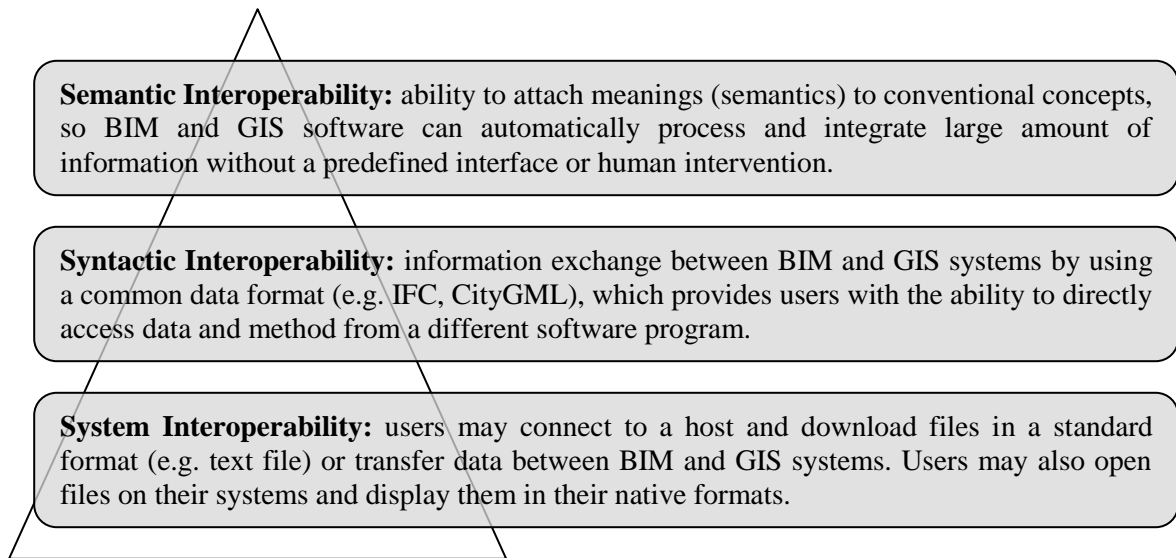 Semantic Interoperability: ability to attach meanings (semantics) to conventional concepts,
so BIM and GIS software can automatically process and integrate large amount of
information without a predefined interface or human intervention.
Syntactic Interoperability: information exchange between BIM and GIS systems by using
a common data format (e.g. IFC, CityGML), which provides users with the ability to directly
access data and method from a different software program.
System Interoperability: users may connect to a host and download files in a standard
format (e.g. text file) or transfer data between BIM and GIS systems. Users may also open
files on their systems and display them in their native formats.